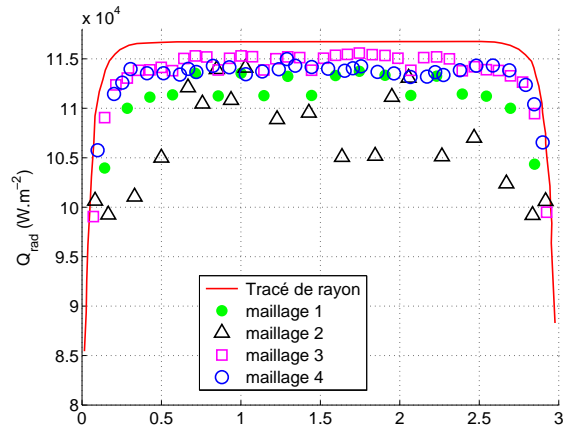 x 10⁴
11.5
11
10.5
10
9.5
9
8.5
8
Q_rad (W.m⁻²)
Tracé de rayon
maillage 1
maillage 2
maillage 3
maillage 4
0 0.5 1 1.5 2 2.5 3